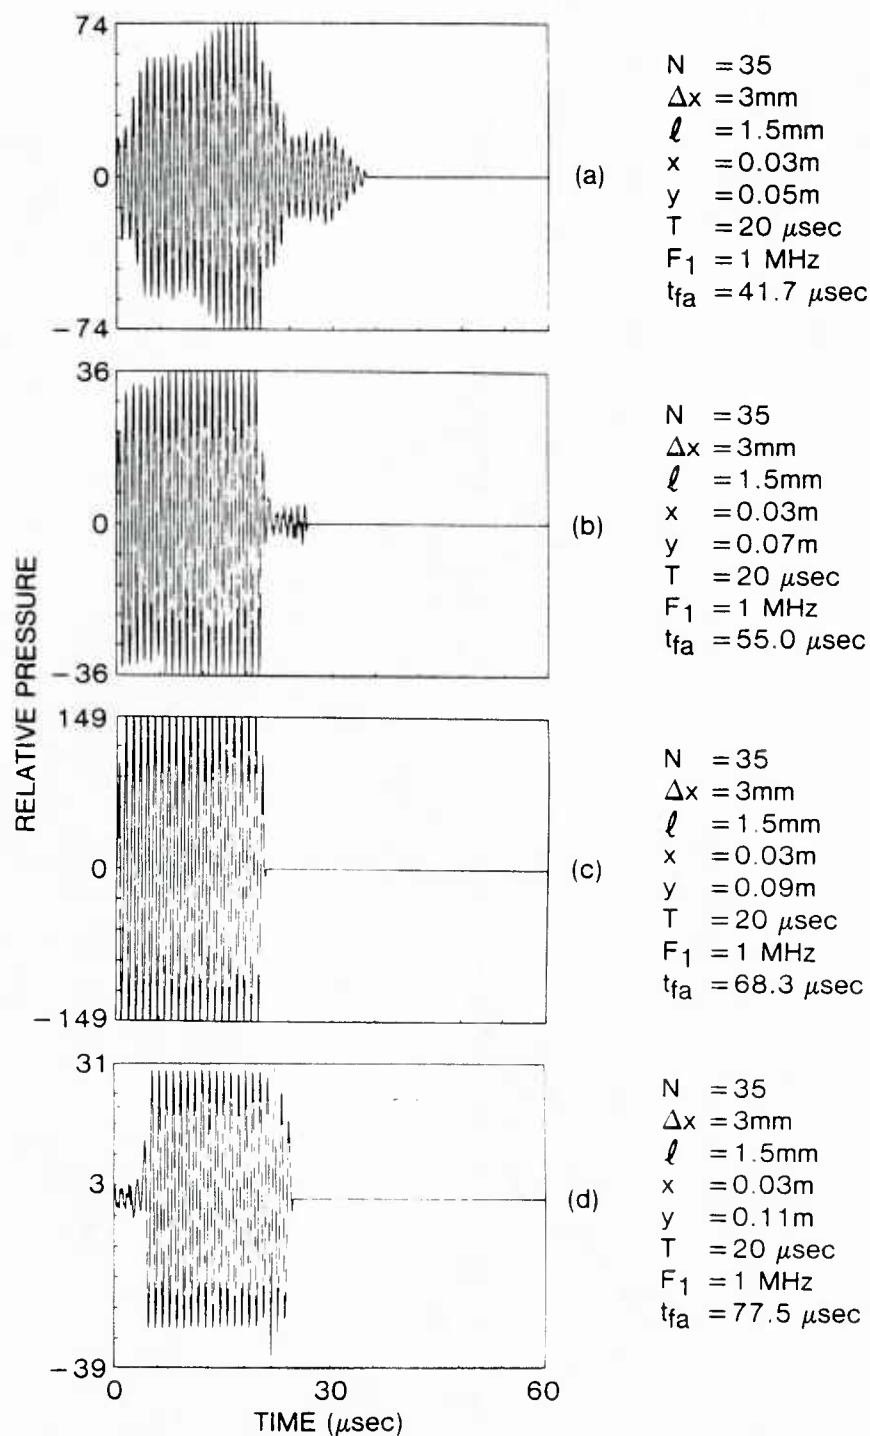 RELATIVE PRESSURE
74
0
−74
(a)
N = 35
Δx = 3mm
ℓ = 1.5mm
x = 0.03m
y = 0.05m
T = 20 μsec
F1 = 1 MHz
tfa = 41.7 μsec
36
0
−36
(b)
N = 35
Δx = 3mm
ℓ = 1.5mm
x = 0.03m
y = 0.07m
T = 20 μsec
F1 = 1 MHz
tfa = 55.0 μsec
149
0
−149
(c)
N = 35
Δx = 3mm
ℓ = 1.5mm
x = 0.03m
y = 0.09m
T = 20 μsec
F1 = 1 MHz
tfa = 68.3 μsec
31
3
−39
(d)
N = 35
Δx = 3mm
ℓ = 1.5mm
x = 0.03m
y = 0.11m
T = 20 μsec
F1 = 1 MHz
tfa = 77.5 μsec
0 30 60
TIME (μsec)